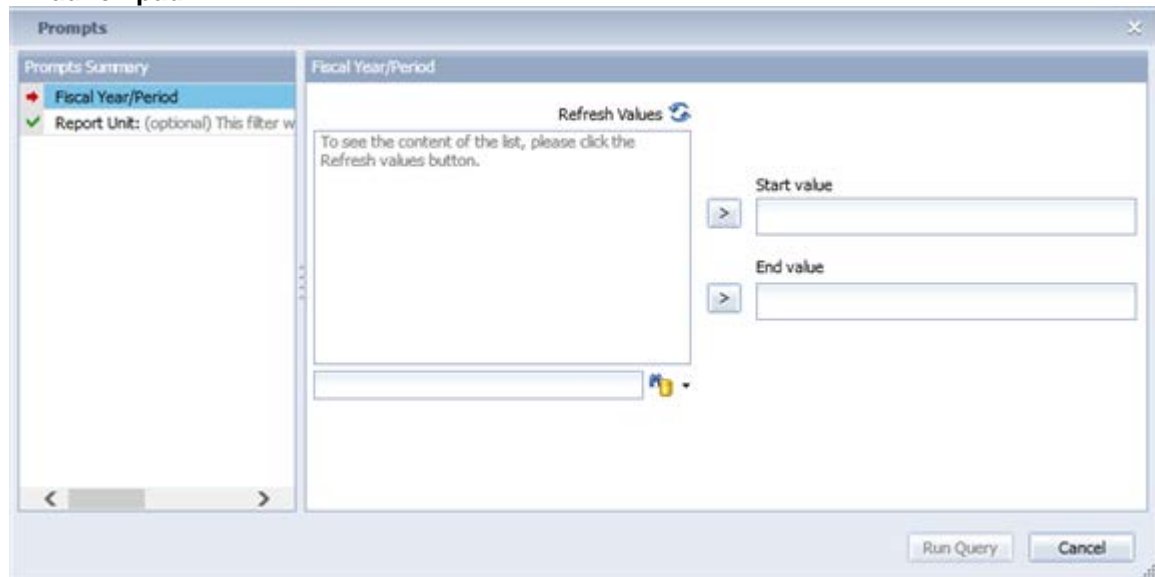 Prompts
Prompts Summary
Fiscal Year/Period
Report Unit: (optional) This filter w
Fiscal Year/Period
Refresh Values
To see the content of the list, please click the
Refresh values button.
Start value
>
End value
>
Run Query
Cancel